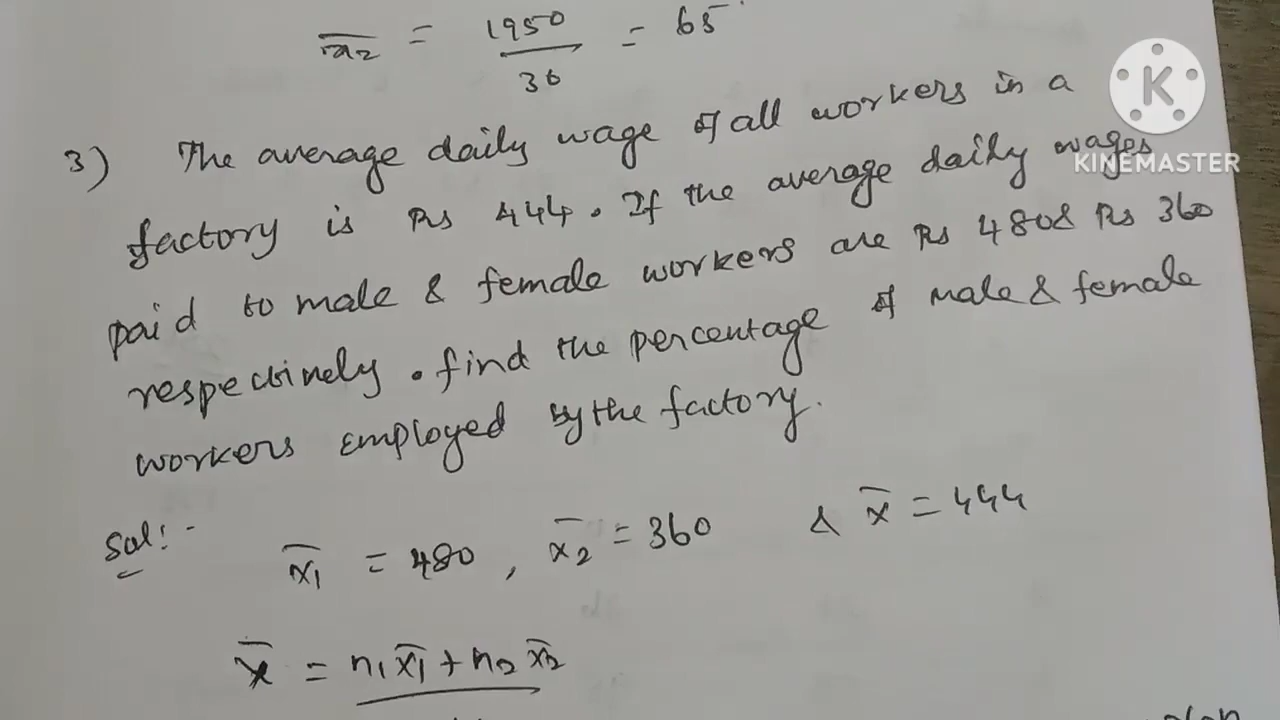 x̄2 = 1950/30 = 65
K
KINEMASTER
3) The average daily wage of all workers in a
factory is Rs 444. If the average daily wages
paid to male & female workers are Rs 480 & Rs 360
respectively. find the percentage of male & female
workers employed by the factory.
Sol:-
x̄1 = 480, x̄2 = 360 & x̄ = 444
x̄ = n1x̄1 + n2x̄2